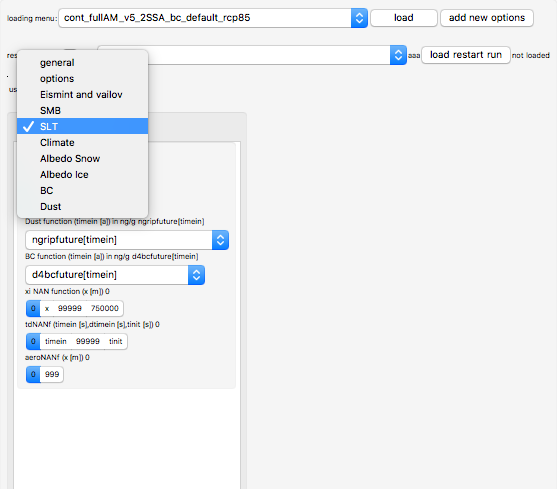 loading menu: cont_fullAM_v5_2SSA_bc_default_rcp85 load add new options
res aaa load restart run not loaded
us
general
options
Eismint and vailov
SMB
SLT
Climate
Albedo Snow
Albedo Ice
BC
Dust
Dust function (timein [a]) in ng/g ngripfuture[timein]
ngripfuture[timein]
BC function (timein [a]) in ng/g d4bcfuture[timein]
d4bcfuture[timein]
xi NAN function (x [m]) 0
0 x 99999 750000
tdNANf (timein [s],dtimein [s],tinit [s]) 0
0 timein 99999 tinit
aeroNANf (x [m]) 0
0 999